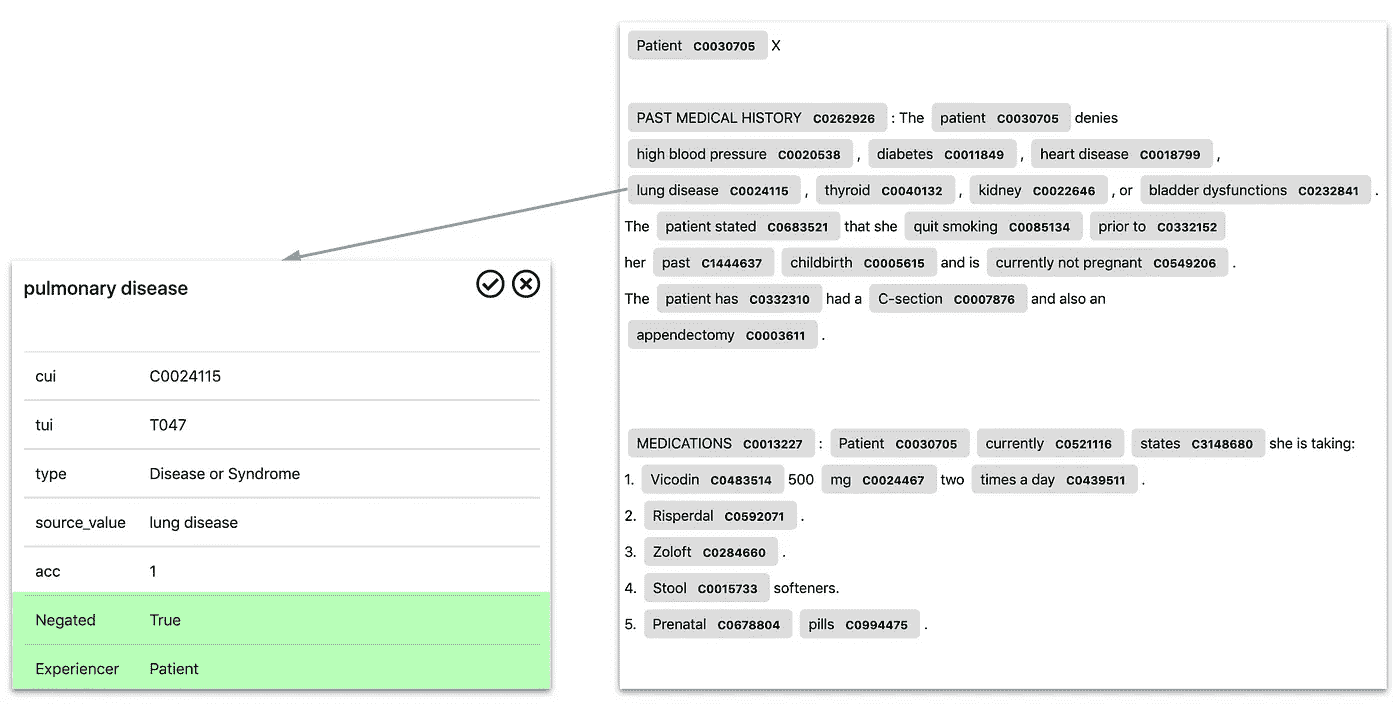 Patient C0030705 X
PAST MEDICAL HISTORY C0262926 : The patient C0030705 denies
high blood pressure C0020538 , diabetes C0011849 , heart disease C0018799 ,
lung disease C0024115 , thyroid C0040132 , kidney C0022646 , or bladder dysfunctions C0232841 .
The patient stated C0683521 that she quit smoking C0085134 prior to C0332152
her past C1444637 childbirth C0005615 and is currently not pregnant C0549206 .
The patient has C0332310 had a C-section C0007876 and also an
appendectomy C0003611 .
MEDICATIONS C0013227 : Patient C0030705 currently C0521116 states C3148680 she is taking:
1. Vicodin C0483514 500 mg C0024467 two times a day C0439511 .
2. Risperdal C0592071 .
3. Zoloft C0284660 .
4. Stool C0015733 softeners.
5. Prenatal C0678804 pills C0994475 .
pulmonary disease
cui C0024115
tui T047
type Disease or Syndrome
source_value lung disease
acc 1
Negated True
Experiencer Patient